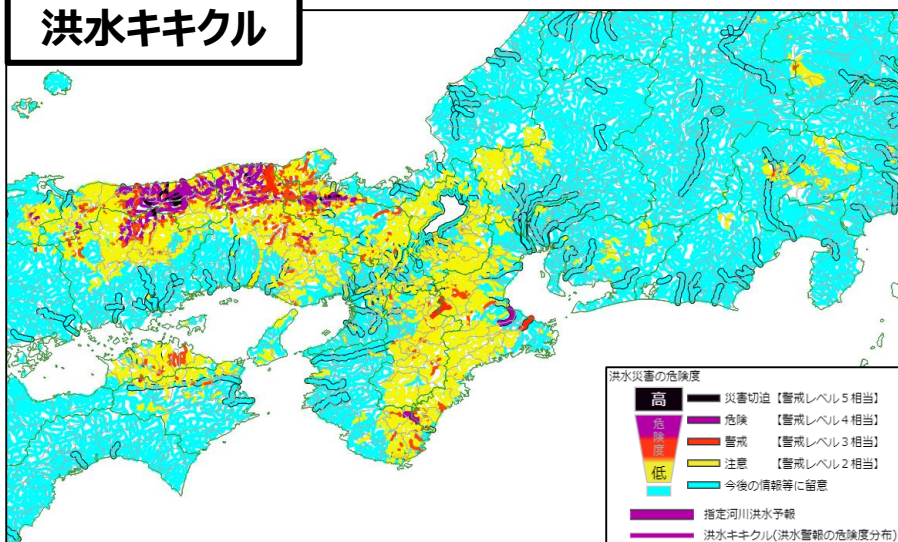 洪水キキクル
洪水災害の危険度
高
危険度
低
災害切迫【警戒レベル5相当】
危険 【警戒レベル4相当】
警戒 【警戒レベル3相当】
注意 【警戒レベル2相当】
今後の情報等に留意
指定河川洪水予報
洪水キキクル(洪水警報の危険度分布)